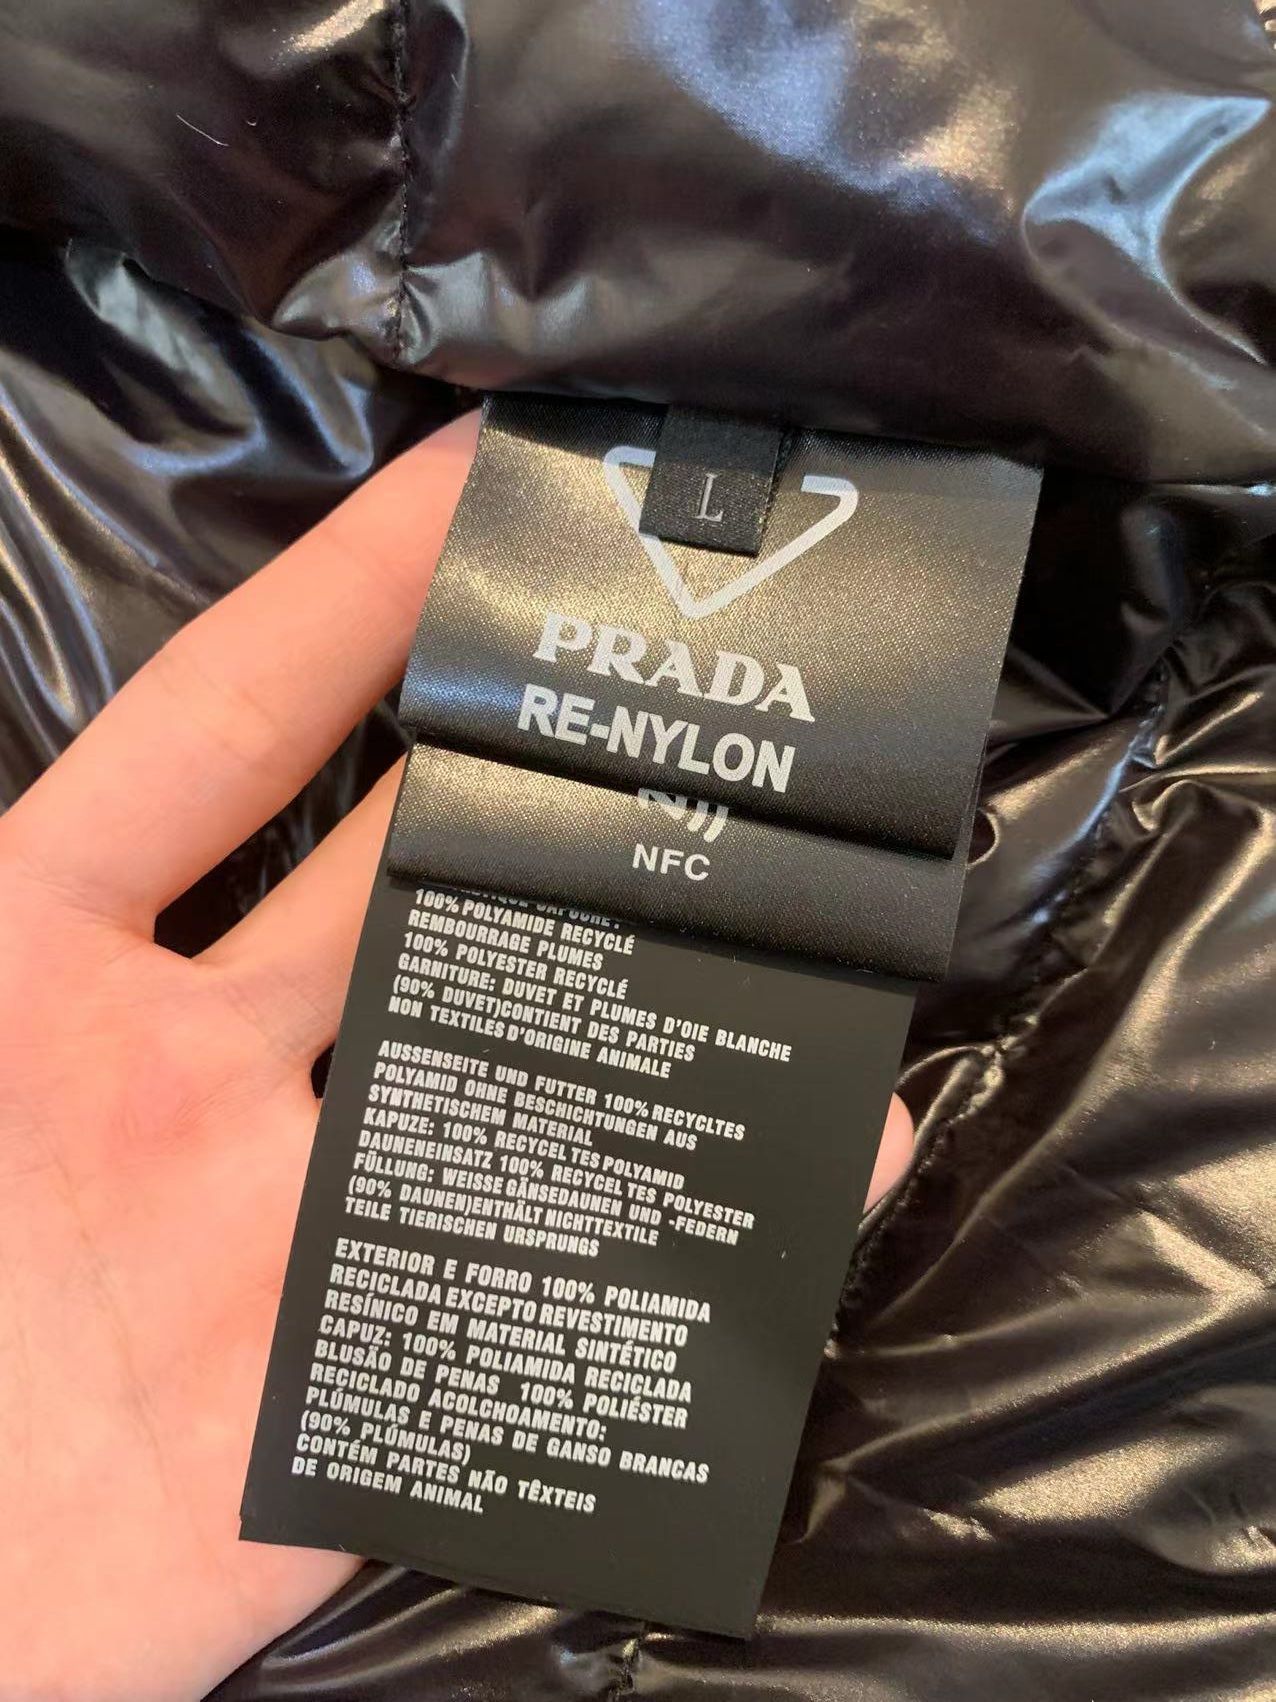 L
PRADA
RE-NYLON
NFC
100% POLYAMIDE RECYCLÉ
REMBOURRAGE PLUMES
100% POLYESTER RECYCLÉ
GARNITURE: DUVET ET PLUMES D'OIE BLANCHE
(90% DUVET)CONTIENT DES PARTIES
NON TEXTILES D'ORIGINE ANIMALE
AUSSENSEITE UND FUTTER 100% RECYCLTES
POLYAMID OHNE BESCHICHTUNGEN AUS
SYNTHETISCHEM MATERIAL
KAPUZE: 100% RECYCEL TES POLYAMID
DAUNENEINSATZ 100% RECYCEL TES POLYESTER
FÜLLUNG: WEISSE GÄNSEDAUNEN UND -FEDERN
(90% DAUNEN)ENTHÄLT NICHTTEXTILE
TEILE TIERISCHEN URSPRUNGS
EXTERIOR E FORRO 100% POLIAMIDA
RECICLADA EXCEPTO REVESTIMENTO
RESÍNICO EM MATERIAL SINTÉTICO
CAPUZ: 100% POLIAMIDA RECICLADA
BLUSÃO DE PENAS 100% POLIÉSTER
RECICLADO ACOLCHOAMENTO:
PLÚMULAS E PENAS DE GANSO BRANCAS
(90% PLÚMULAS)
CONTÉM PARTES NÃO TÊXTEIS
DE ORIGEM ANIMAL